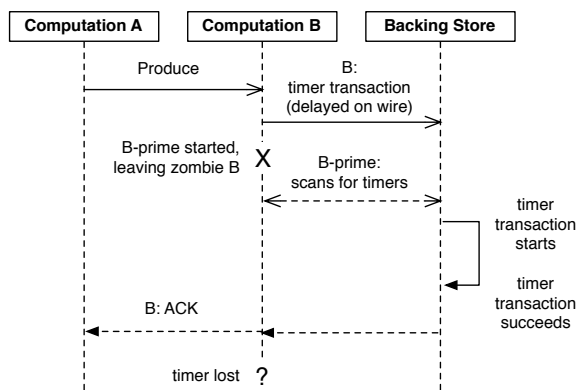 Computation A
Computation B
Backing Store
Produce
B:
timer transaction
(delayed on wire)
B-prime started,
leaving zombie B
X
B-prime:
scans for timers
timer
transaction
starts
timer
transaction
succeeds
B: ACK
timer lost
?